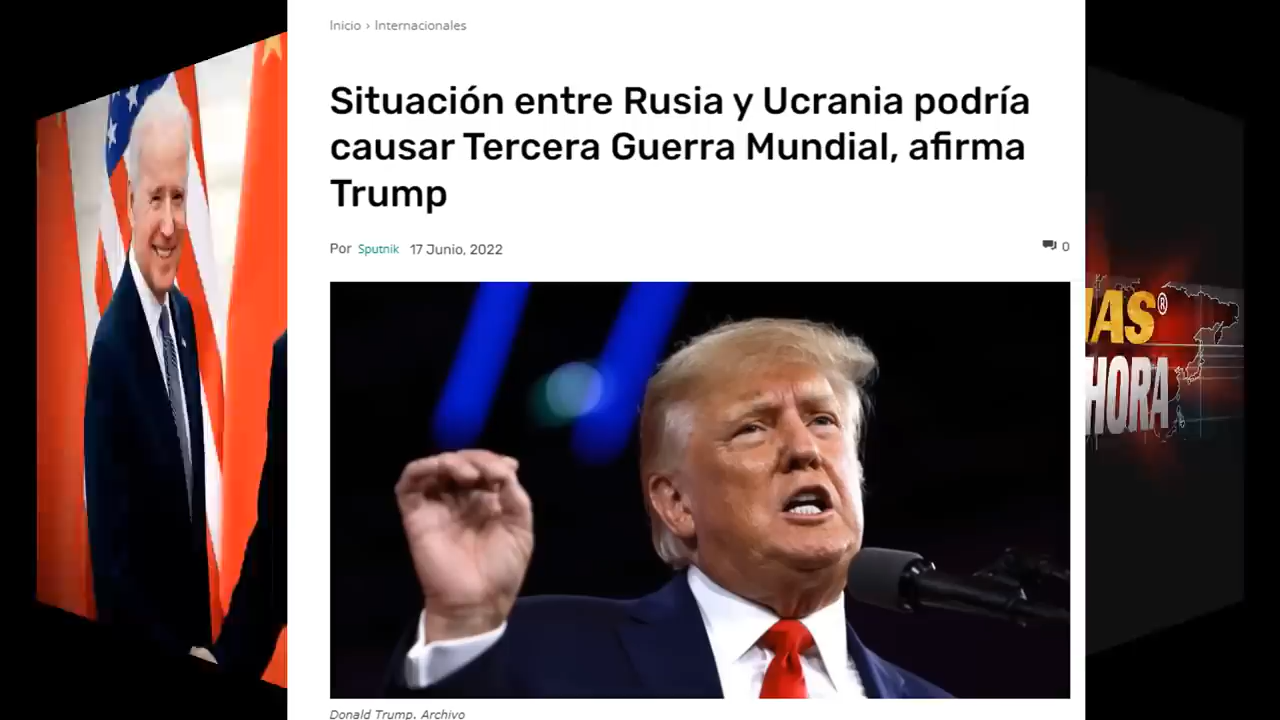 Inicio › Internacionales
Situación entre Rusia y Ucrania podría
causar Tercera Guerra Mundial, afirma
Trump
Por Sputnik 17 Junio, 2022
0
Donald Trump. Archivo